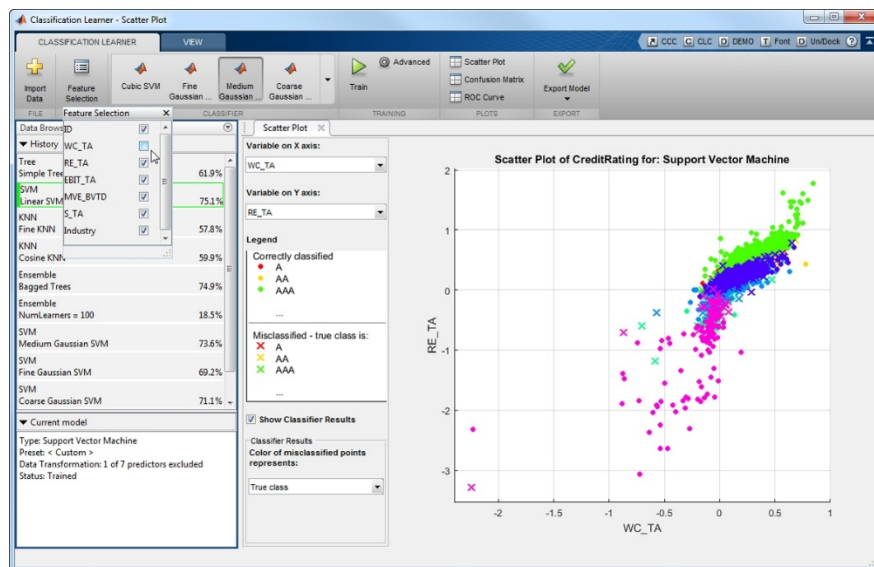 Classification Learner - Scatter Plot
CLASSIFICATION LEARNER
VIEW
CCC
G CLC
D DEMO
T Font
D Un/Dock
?
Import Data
Feature Selection
Cubic SVM
Fine Gaussian ...
Medium Gaussian ...
Coarse Gaussian ...
Train
Advanced
Scatter Plot
Confusion Matrix
ROC Curve
Export Model
FILE
CLASSIFIER
TRAINING
PLOTS
EXPORT
Feature Selection
ID
WC_TA
RE_TA
EBIT_TA
MVE_BVTD
S_TA
Industry
Data Brows
History
Tree
Simple Tree 61.9%
SVM
Linear SVM 75.1%
KNN
Fine KNN 57.8%
KNN
Cosine KNN 59.9%
Ensemble
Bagged Trees 74.9%
Ensemble
NumLearners = 100 18.5%
SVM
Medium Gaussian SVM 73.6%
SVM
Fine Gaussian SVM 69.2%
SVM
Coarse Gaussian SVM 71.1%
Current model
Type: Support Vector Machine
Preset: < Custom >
Data Transformation: 1 of 7 predictors excluded
Status: Trained
Scatter Plot
Variable on X axis:
WC_TA
Variable on Y axis:
RE_TA
Legend
Correctly classified
A
AA
AAA
...
Misclassified - true class is:
A
AA
AAA
...
Show Classifier Results
Classifier Results
Color of misclassified points
represents:
True class
Scatter Plot of CreditRating for: Support Vector Machine
2
1
0
-1
-2
-3
RE_TA
-2
-1
-0.5
0
0.5
1
WC_TA